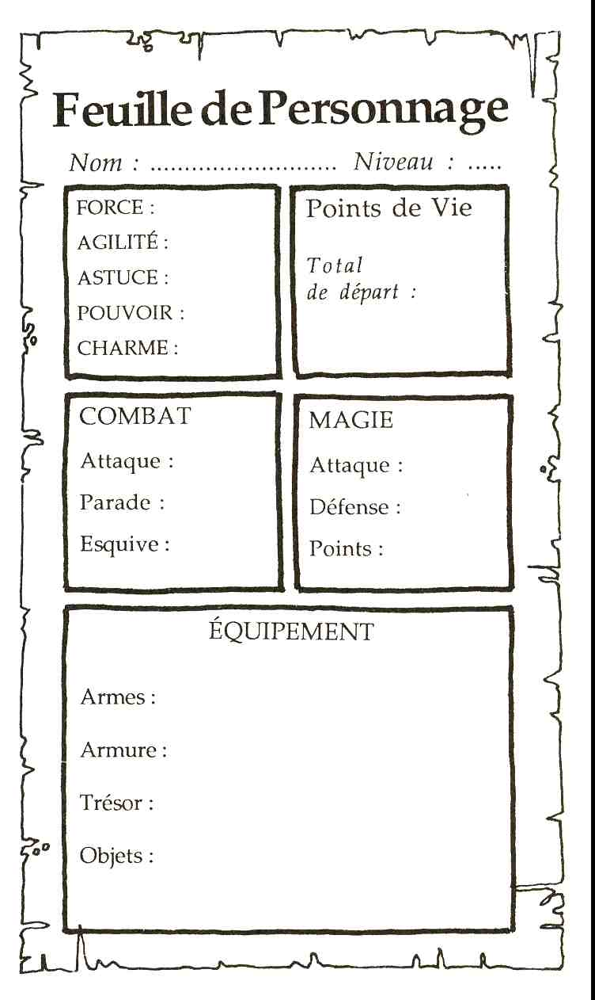 Feuille de Personnage
Nom : ........................... Niveau : .....
FORCE :
AGILITÉ :
ASTUCE :
POUVOIR :
CHARME :
Points de Vie
Total
de départ :
COMBAT
Attaque :
Parade :
Esquive :
MAGIE
Attaque :
Défense :
Points :
ÉQUIPEMENT
Armes :
Armure :
Trésor :
Objets :